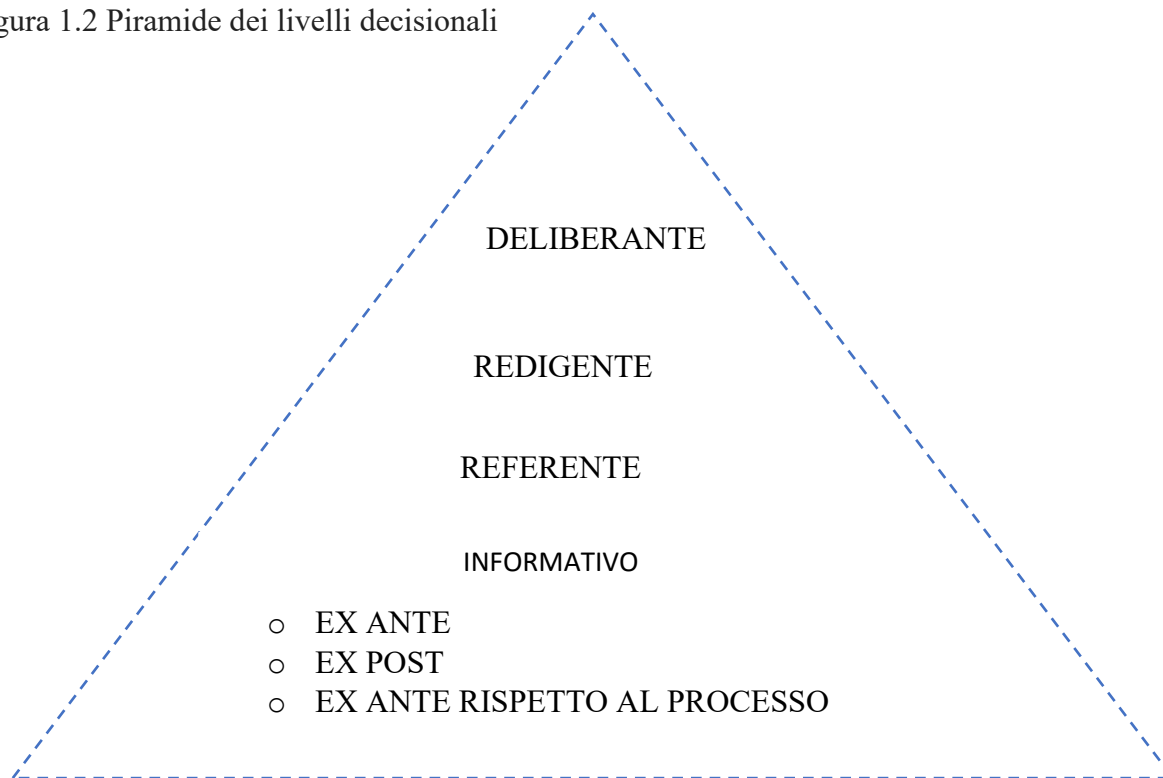 gura 1.2 Piramide dei livelli decisionali
DELIBERANTE
REDIGENTE
REFERENTE
INFORMATIVO
o EX ANTE
o EX POST
o EX ANTE RISPETTO AL PROCESSO